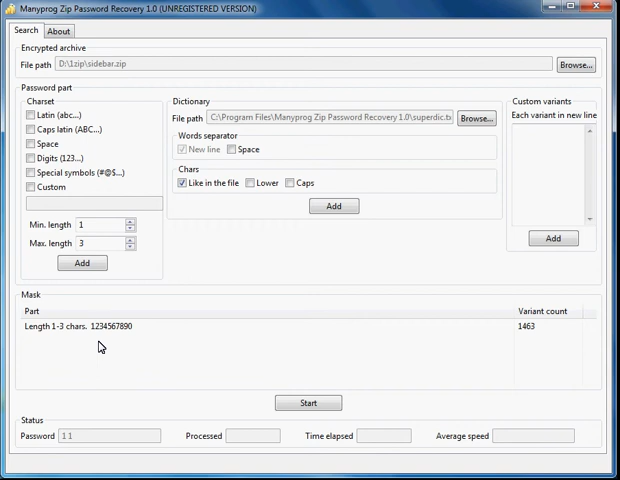 Manyprog Zip Password Recovery 1.0 (UNREGISTERED VERSION)
Search About
Encrypted archive
File path D:\1zip\sidebar.zip Browse...
Password part
Charset
Latin (abc...)
Caps latin (ABC...)
Space
Digits (123...)
Special symbols (#@$...)
Custom
Min. length 1
Max. length 3
Add
Dictionary
File path C:\Program Files\Manyprog Zip Password Recovery 1.0\superdic.tx Browse...
Words separator
New line Space
Chars
Like in the file Lower Caps
Add
Custom variants
Each variant in new line
Add
Mask
Part Variant count
Length 1-3 chars. 1234567890 1463
Start
Status
Password 1 1 Processed Time elapsed Average speed